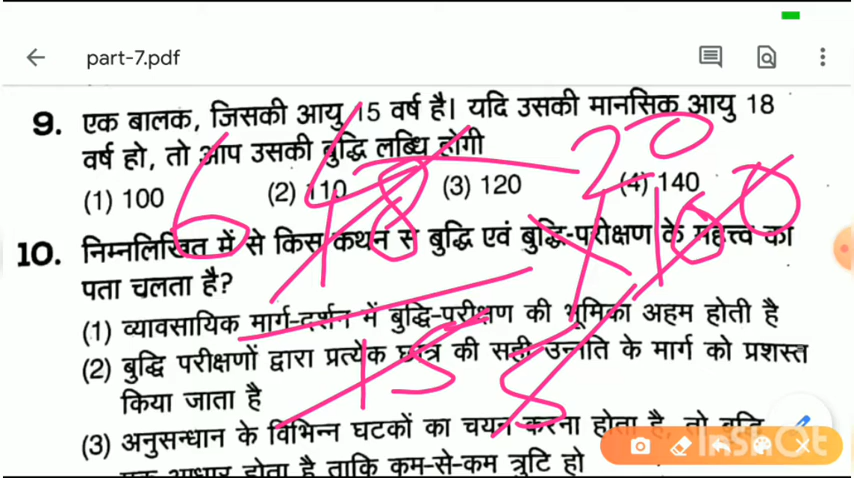 part-7.pdf
9. एक बालक, जिसकी आयु 15 वर्ष है। यदि उसकी मानसिक आयु 18
वर्ष हो, तो आप उसकी बुद्धि लब्धि होगी
(1) 100 (2) 110 (3) 120 (4) 140
10. निम्नलिखित में से किस कथन से बुद्धि एवं बुद्धि-परीक्षण के महत्त्व का
पता चलता है?
(1) व्यावसायिक मार्ग-दर्शन में बुद्धि-परीक्षण की भूमिका अहम होती है
(2) बुद्धि परीक्षणों द्वारा प्रत्येक छात्र की सही उन्नति के मार्ग को प्रशस्त
किया जाता है
(3) अनुसन्धान के विभिन्न घटकों का चयन करना होता है, तो बुद्धि
एक आधार होता है ताकि कम-से-कम त्रुटि हो
6
20
18
100
15
5
InShOt